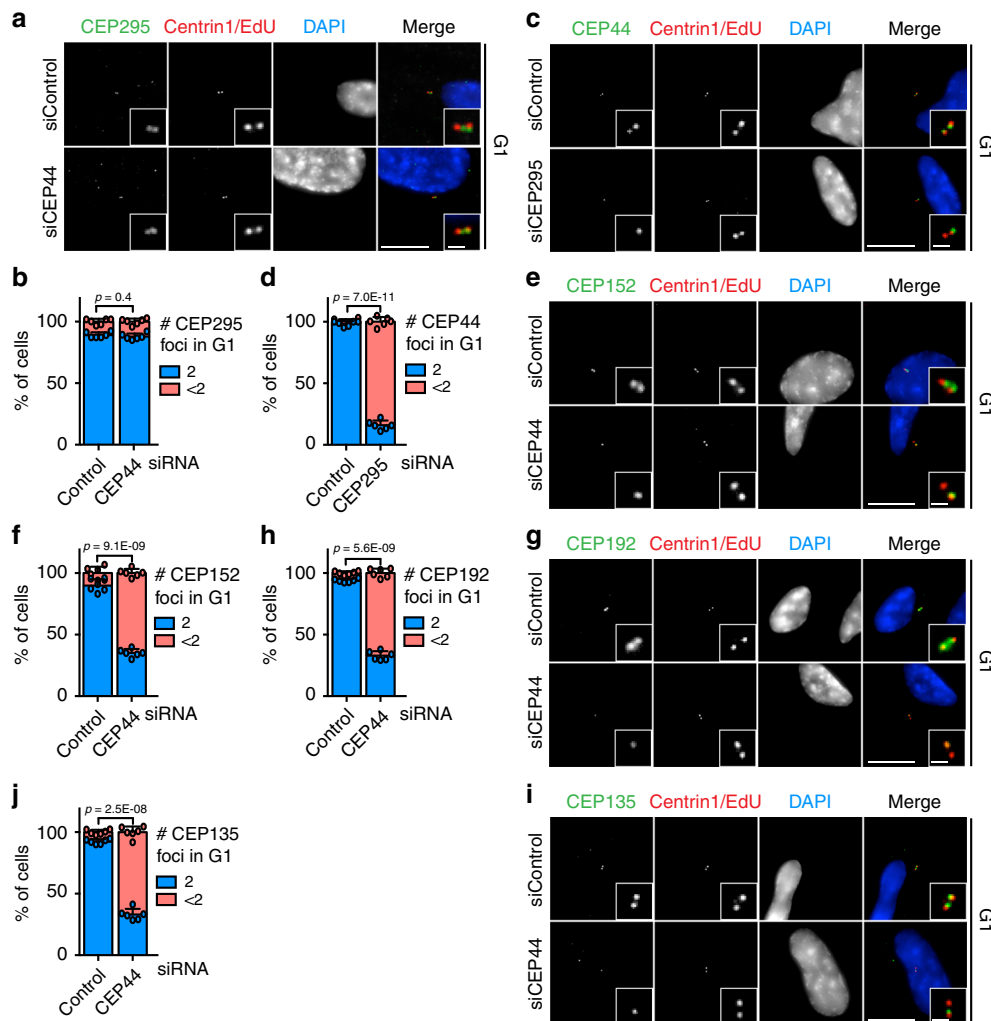 a
CEP295 Centrin1/EdU DAPI Merge
siControl
siCEP44
G1
c
CEP44 Centrin1/EdU DAPI Merge
siControl
siCEP295
G1
b
p = 0.4
% of cells
100
50
0
Control
CEP44
siRNA
# CEP295
foci in G1
2
<2
d
p = 7.0E-11
% of cells
100
50
0
Control
CEP295
siRNA
# CEP44
foci in G1
2
<2
e
CEP152 Centrin1/EdU DAPI Merge
siControl
siCEP44
G1
f
p = 9.1E-09
% of cells
100
50
0
Control
CEP44
siRNA
# CEP152
foci in G1
2
<2
h
p = 5.6E-09
% of cells
100
50
0
Control
CEP44
siRNA
# CEP192
foci in G1
2
<2
g
CEP192 Centrin1/EdU DAPI Merge
siControl
siCEP44
G1
j
p = 2.5E-08
% of cells
100
50
0
Control
CEP44
siRNA
# CEP135
foci in G1
2
<2
i
CEP135 Centrin1/EdU DAPI Merge
siControl
siCEP44
G1